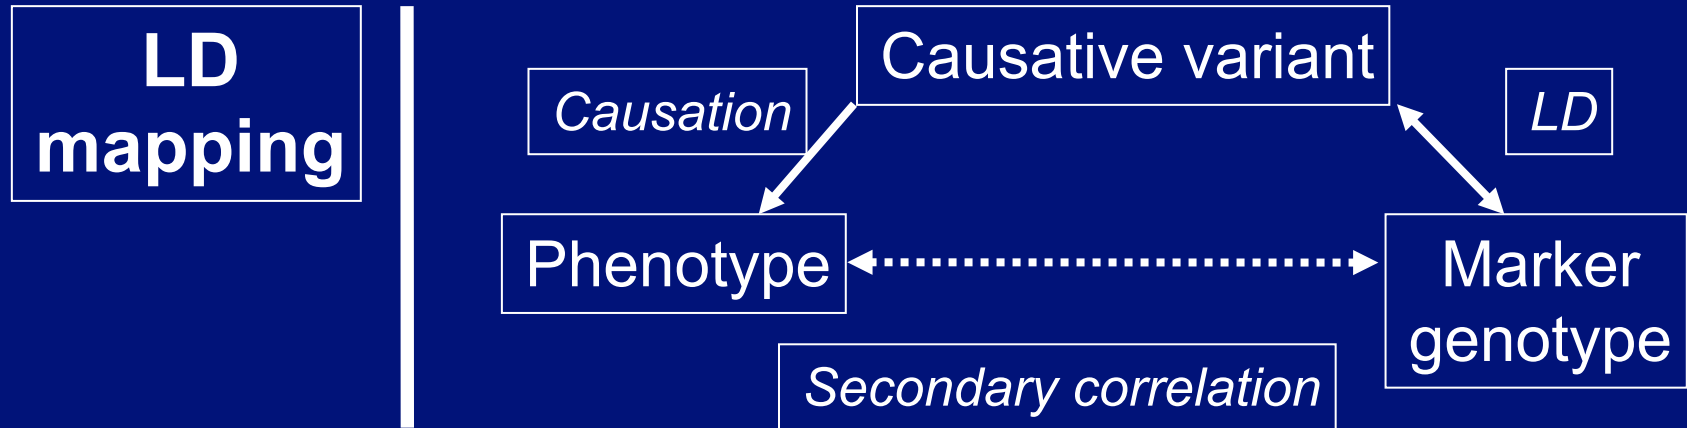 LD
mapping
Causative variant
Causation
LD
Phenotype
Marker
genotype
Secondary correlation